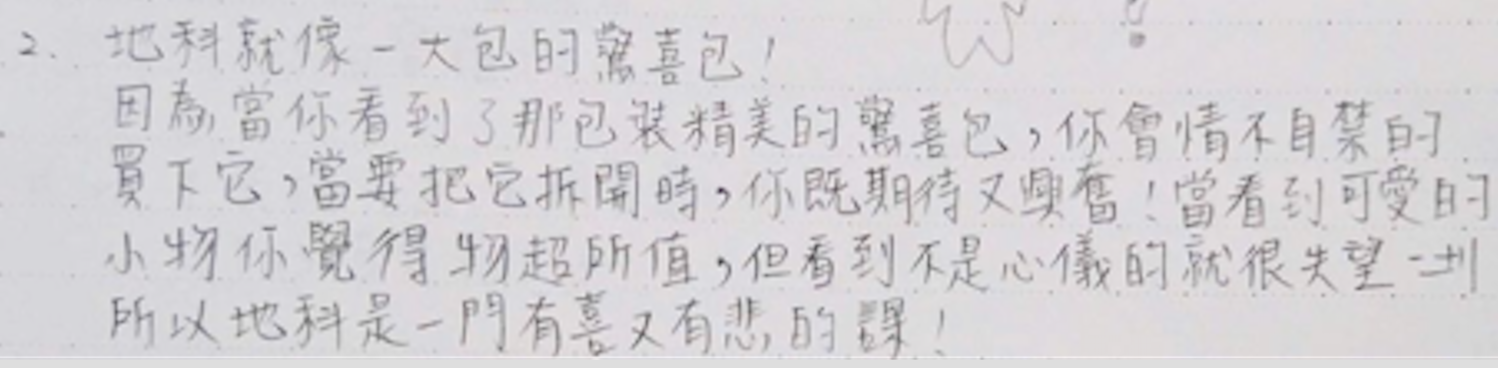 2. 地科就像一大包的驚喜包!
因為當你看到了那包裝精美的驚喜包,你會情不自禁的
買下它,當要把它拆開時,你既期待又興奮!當看到可愛的
小物你覺得物超所值,但看到不是心儀的就很失望
所以地科是一門有喜又有悲的課!